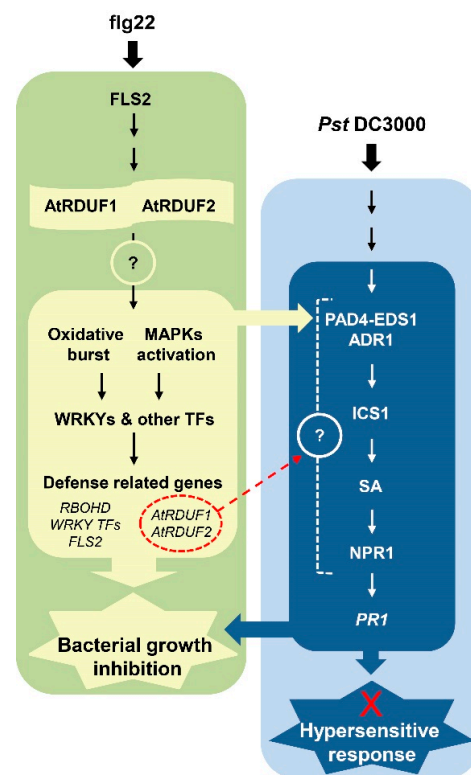 flg22
FLS2
AtRDUF1
AtRDUF2
?
Oxidative
burst
MAPKs
activation
WRKYs & other TFs
Defense related genes
RBOHD
WRKY TFs
FLS2
AtRDUF1
AtRDUF2
Bacterial growth
inhibition
Pst DC3000
PAD4-EDS1
ADR1
ICS1
?
SA
NPR1
PR1
X
Hypersensitive
response